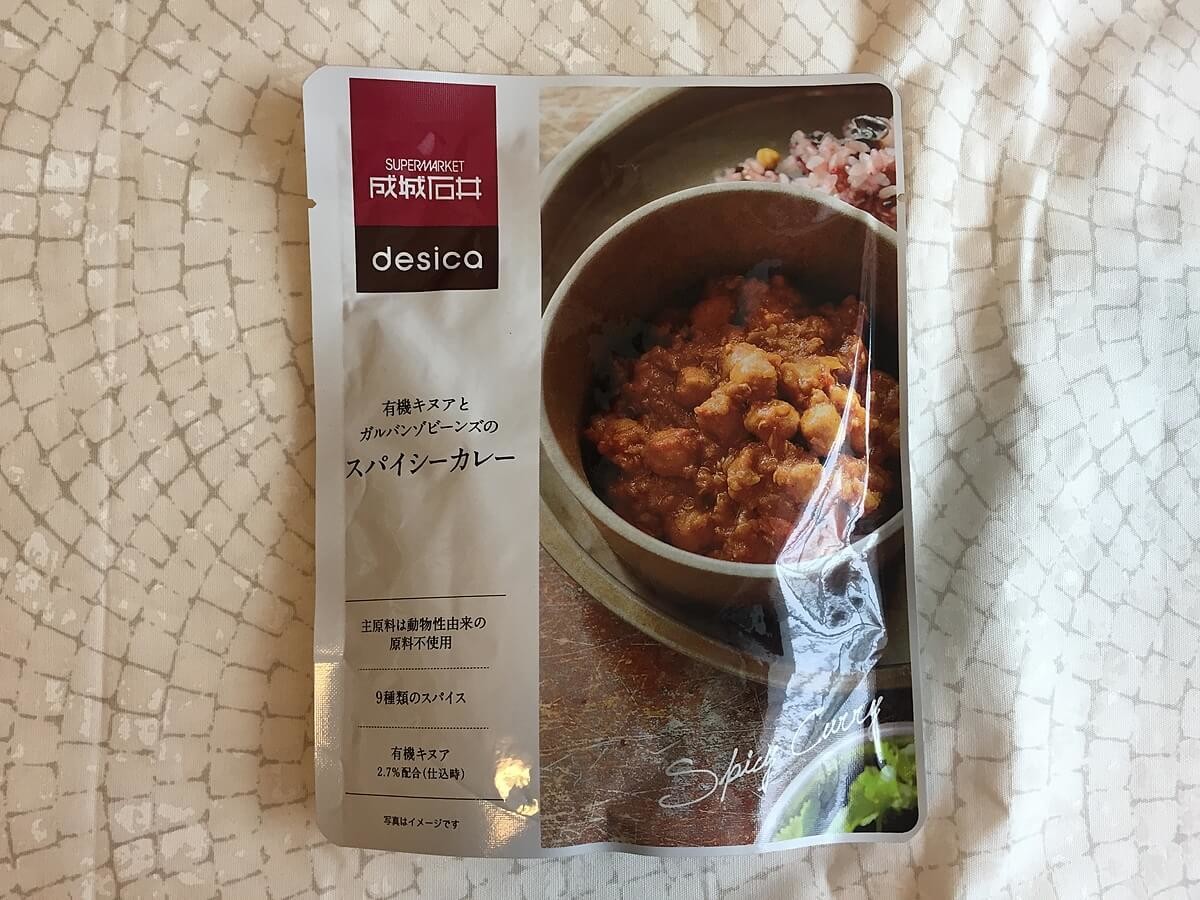 SUPERMARKET
成城石井
desica
有機キヌアと
ガルバンゾビーンズの
スパイシーカレー
主原料は動物性由来の
原料不使用
9種類のスパイス
有機キヌア
2.7%配合(仕込時)
写真はイメージです
Spicy Curry